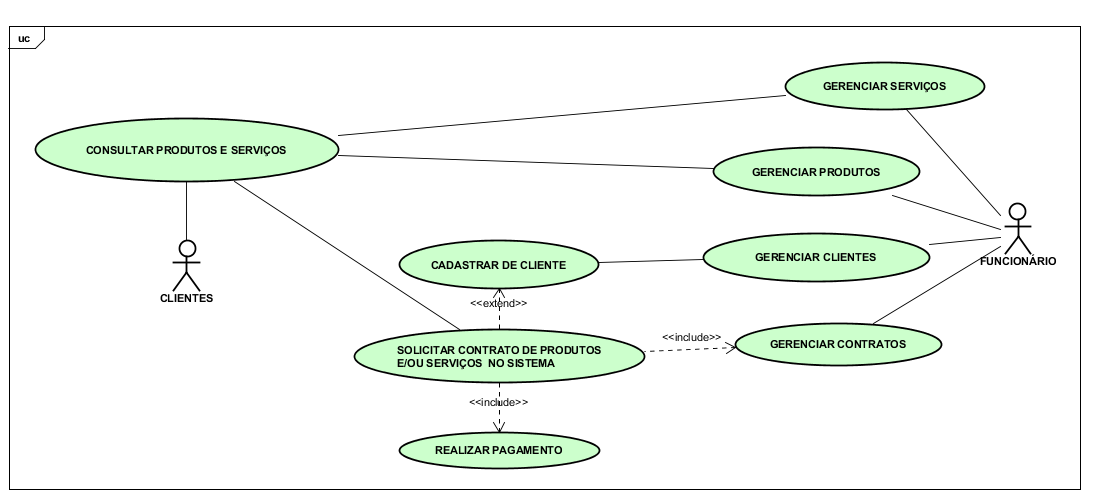 uc
GERENCIAR SERVIÇOS
CONSULTAR PRODUTOS E SERVIÇOS
GERENCIAR PRODUTOS
GERENCIAR CLIENTES
CADASTRAR DE CLIENTE
FUNCIONÁRIO
CLIENTES
<<extend>>
<<include>>
GERENCIAR CONTRATOS
SOLICITAR CONTRATO DE PRODUTOS
E/OU SERVIÇOS NO SISTEMA
<<include>>
REALIZAR PAGAMENTO